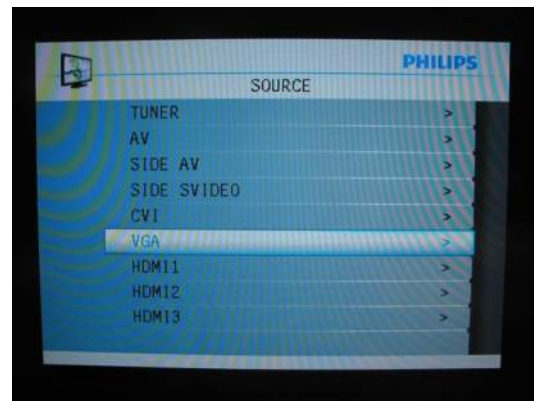 PHILIPS
SOURCE
TUNER >
AV >
SIDE AV >
SIDE SVIDEO >
CVI >
VGA >
HDMI1 >
HDMI2 >
HDMI3 >